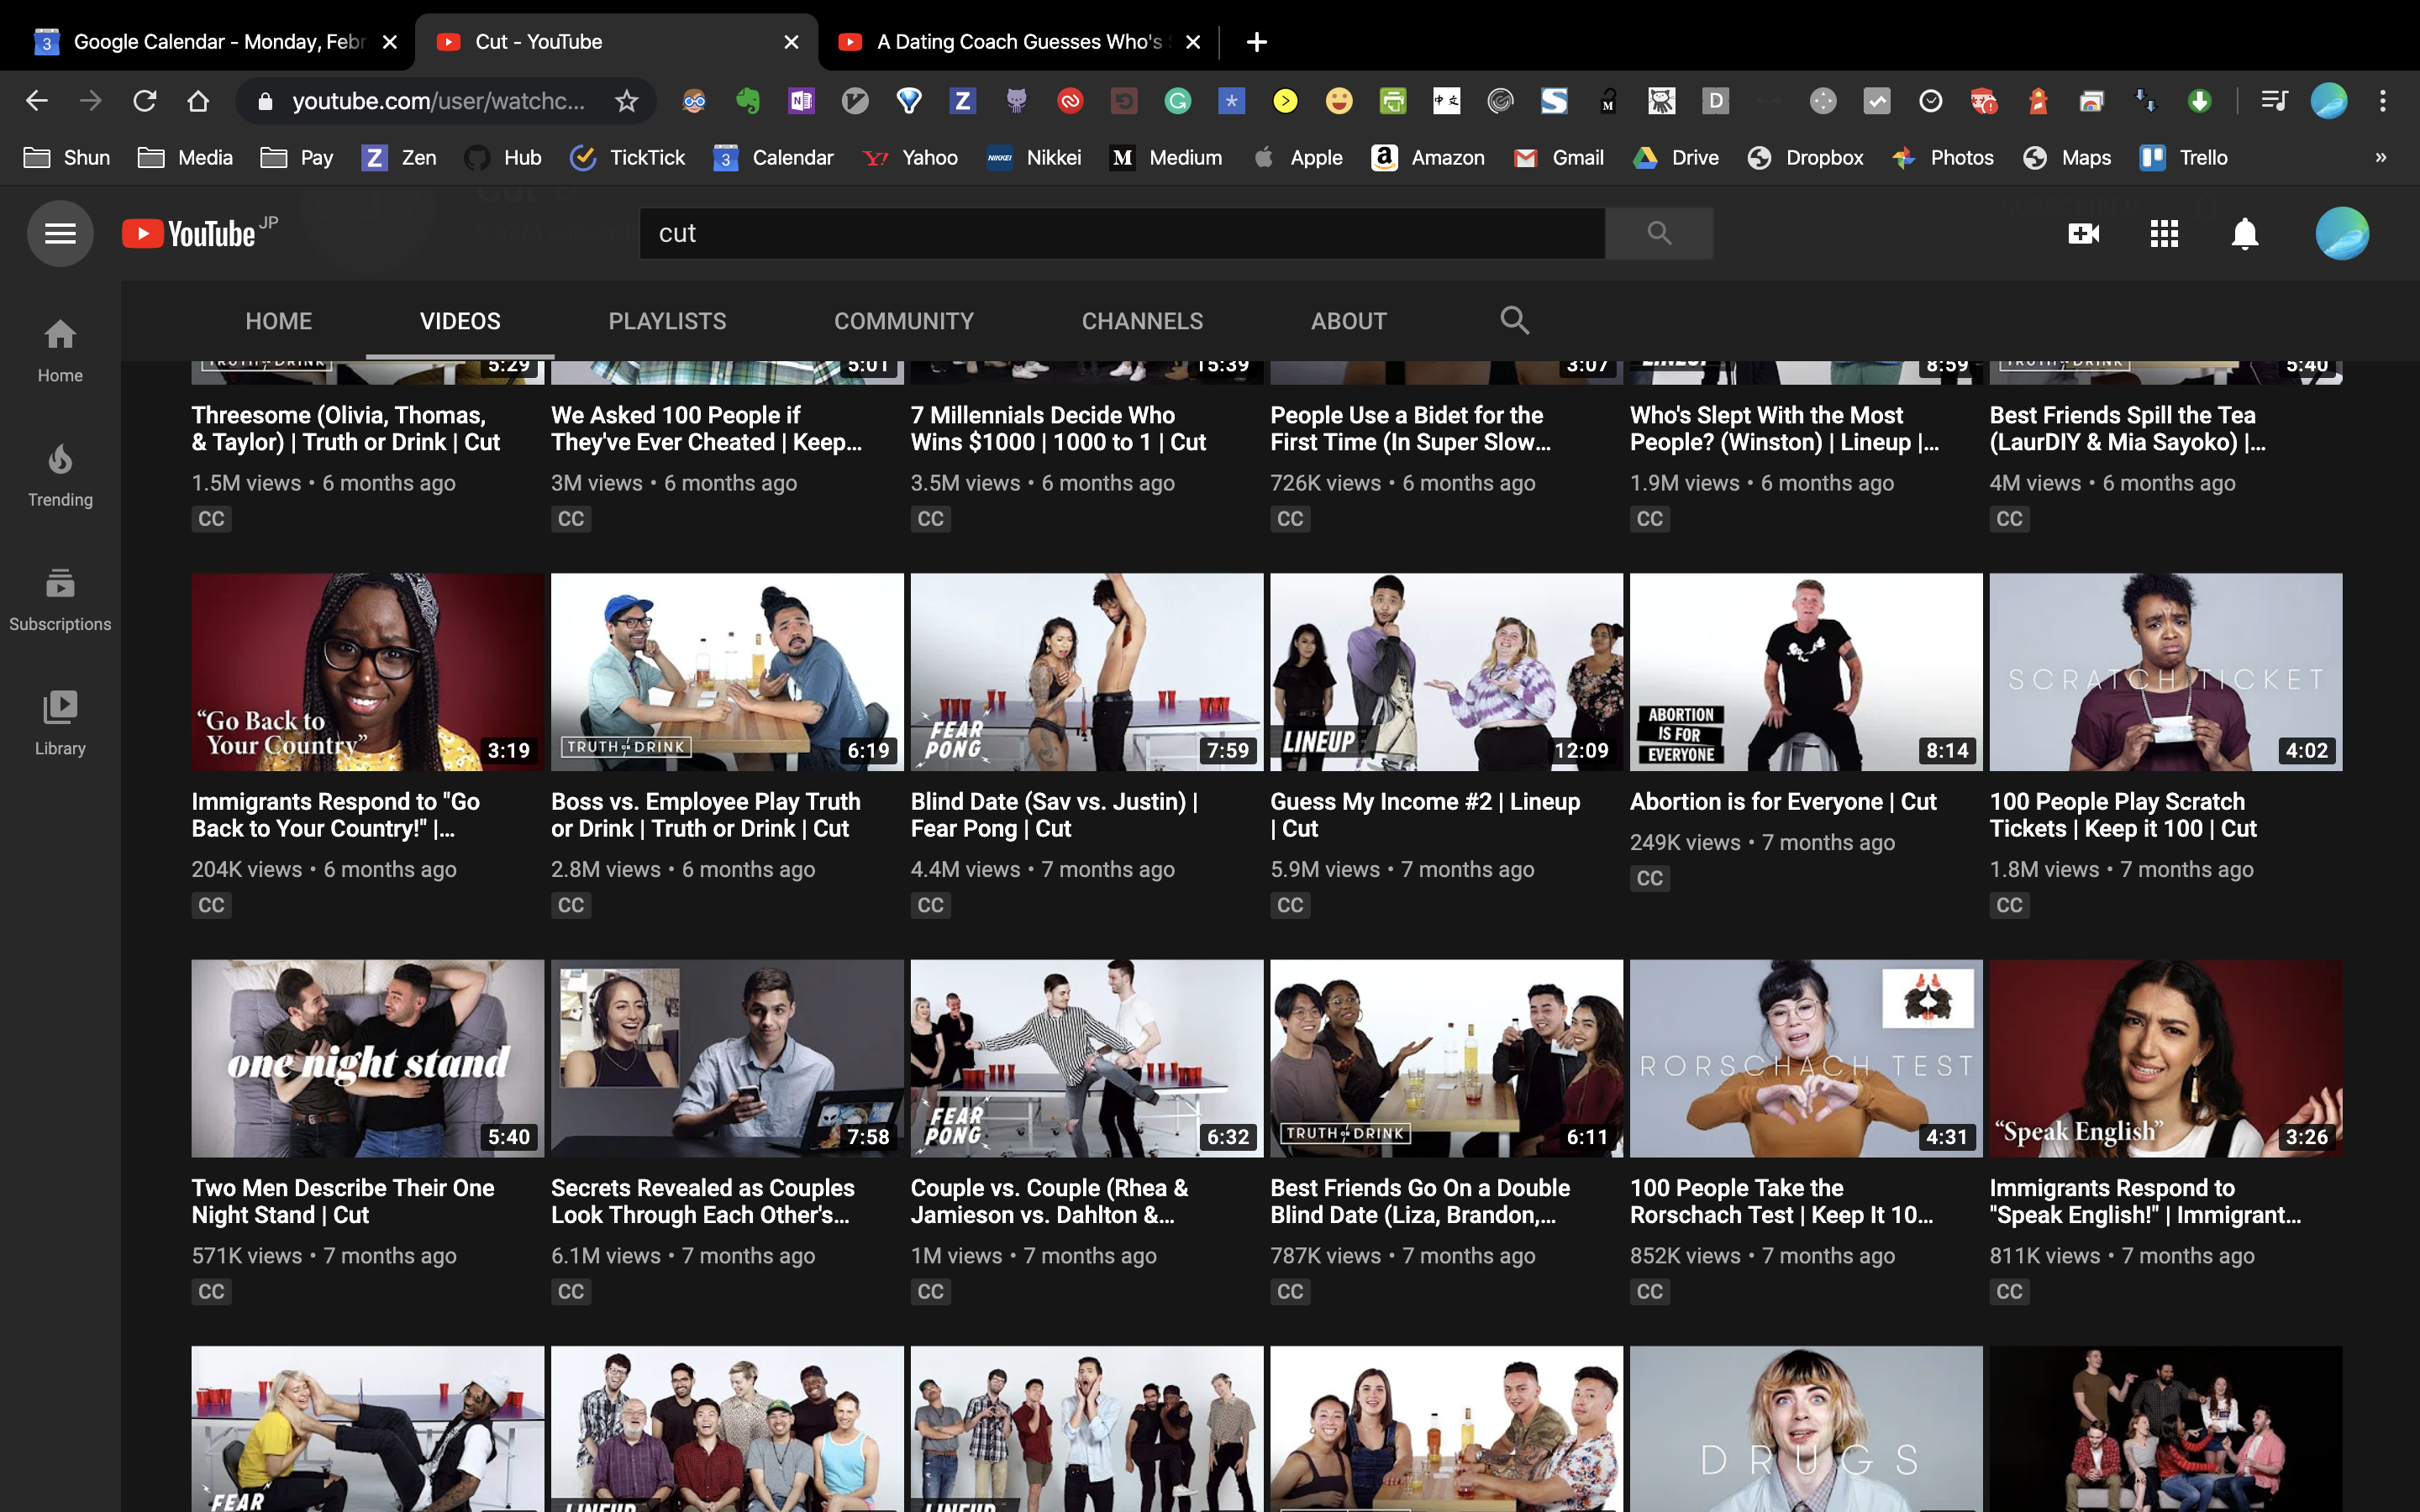 Google Calendar - Monday, Febr
Cut - YouTube
A Dating Coach Guesses Who's
youtube.com/user/watchc...
Shun
Media
Pay
Zen
Hub
TickTick
Calendar
Yahoo
Nikkei
Medium
Apple
Amazon
Gmail
Drive
Dropbox
Photos
Maps
Trello
»
YouTube JP
cut
HOME
VIDEOS
PLAYLISTS
COMMUNITY
CHANNELS
ABOUT
Home
Trending
Subscriptions
Library
TRUTH or DRINK
5:29
5:01
15:39
3:07
LINEUP
8:59
TRUTH or DRINK
5:40
Threesome (Olivia, Thomas,
& Taylor) | Truth or Drink | Cut
1.5M views • 6 months ago
CC
We Asked 100 People if
They've Ever Cheated | Keep...
3M views • 6 months ago
CC
7 Millennials Decide Who
Wins $1000 | 1000 to 1 | Cut
3.5M views • 6 months ago
CC
People Use a Bidet for the
First Time (In Super Slow...
726K views • 6 months ago
CC
Who's Slept With the Most
People? (Winston) | Lineup |...
1.9M views • 6 months ago
CC
Best Friends Spill the Tea
(LaurDIY & Mia Sayoko) |...
4M views • 6 months ago
CC
“Go Back to
Your Country”
3:19
TRUTH or DRINK
6:19
FEAR
PONG
7:59
LINEUP
12:09
ABORTION
IS FOR
EVERYONE
8:14
SCRATCH TICKET
4:02
Immigrants Respond to "Go
Back to Your Country!" |...
204K views • 6 months ago
CC
Boss vs. Employee Play Truth
or Drink | Truth or Drink | Cut
2.8M views • 6 months ago
CC
Blind Date (Sav vs. Justin) |
Fear Pong | Cut
4.4M views • 7 months ago
CC
Guess My Income #2 | Lineup
| Cut
5.9M views • 7 months ago
CC
Abortion is for Everyone | Cut
249K views • 7 months ago
CC
100 People Play Scratch
Tickets | Keep it 100 | Cut
1.8M views • 7 months ago
CC
one night stand
5:40
7:58
FEAR
PONG
6:32
TRUTH or DRINK
6:11
RORSCHACH TEST
4:31
“Speak English”
3:26
Two Men Describe Their One
Night Stand | Cut
571K views • 7 months ago
CC
Secrets Revealed as Couples
Look Through Each Other's...
6.1M views • 7 months ago
CC
Couple vs. Couple (Rhea &
Jamieson vs. Dahlton &...
1M views • 7 months ago
CC
Best Friends Go On a Double
Blind Date (Liza, Brandon,...
787K views • 7 months ago
CC
100 People Take the
Rorschach Test | Keep It 10...
852K views • 7 months ago
CC
Immigrants Respond to
"Speak English!" | Immigrant...
811K views • 7 months ago
CC
FEAR
LINEUP
LINEUP
DRUGS